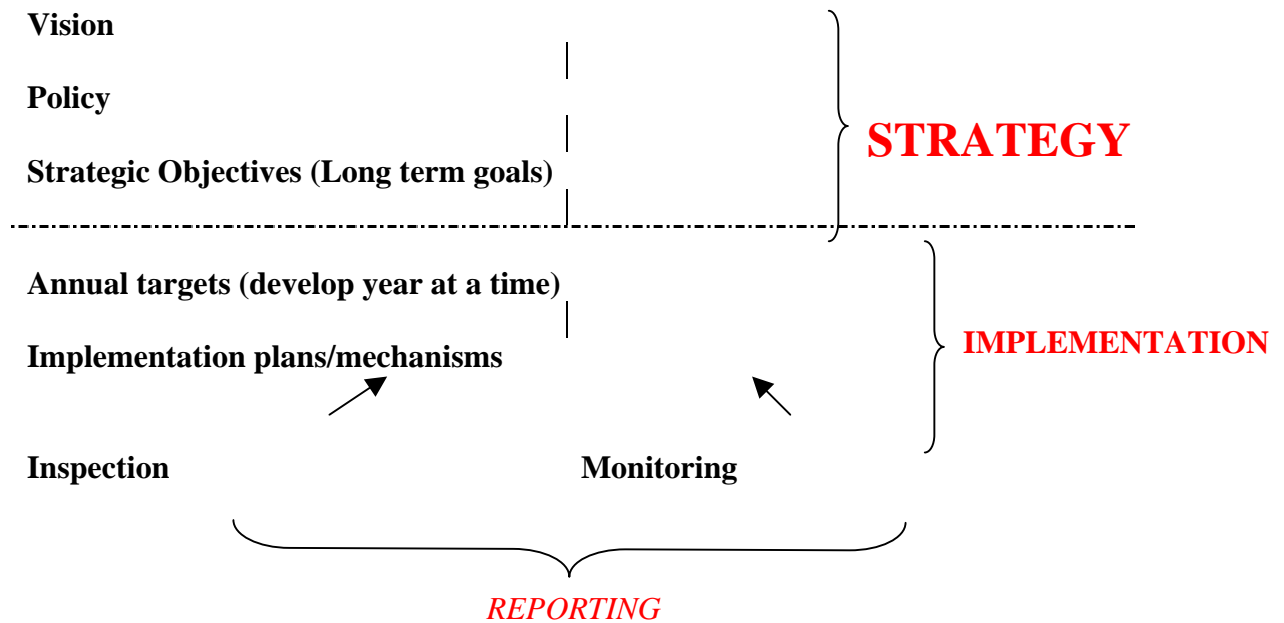 Vision
Policy
STRATEGY
Strategic Objectives (Long term goals)
Annual targets (develop year at a time)
IMPLEMENTATION
Implementation plans/mechanisms
Inspection Monitoring
REPORTING